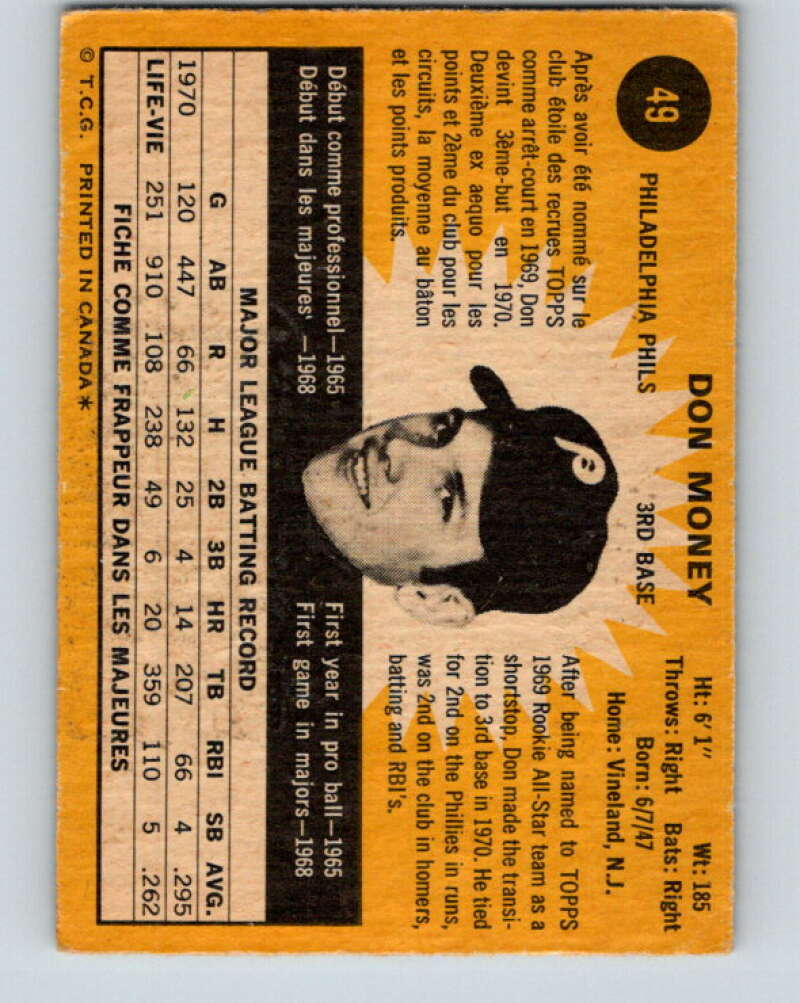 49
DON MONEY
PHILADELPHIA PHILS 3RD BASE
Ht: 6' 1" Wt: 185
Throws: Right Bats: Right
Born: 6/7/47
Home: Vineland, N.J.
Après avoir été nommé sur le
club étoile des recrues TOPPS
comme arrêt-court en 1969, Don
devint 3ème-but en 1970.
Deuxième ex aequo pour les
points et 2ème du club pour les
circuits, la moyenne au bâton
et les points produits.
P
After being named to TOPPS
1969 Rookie All-Star team as a
shortstop, Don made the transi-
tion to 3rd base in 1970. He tied
for 2nd on the Phillies in runs,
was 2nd on the club in homers,
batting and RBI's.
Début comme professionnel—1965
Début dans les majeures —1968
First year in pro ball—1965
First game in majors—1968
MAJOR LEAGUE BATTING RECORD
G AB R H 2B 3B HR TB RBI SB AVG.
1970 120 447 66 132 25 4 14 207 66 4 .295
LIFE-VIE 251 910 108 238 49 6 20 359 110 5 .262
FICHE COMME FRAPPEUR DANS LES MAJEURES
© T.C.G. PRINTED IN CANADA *